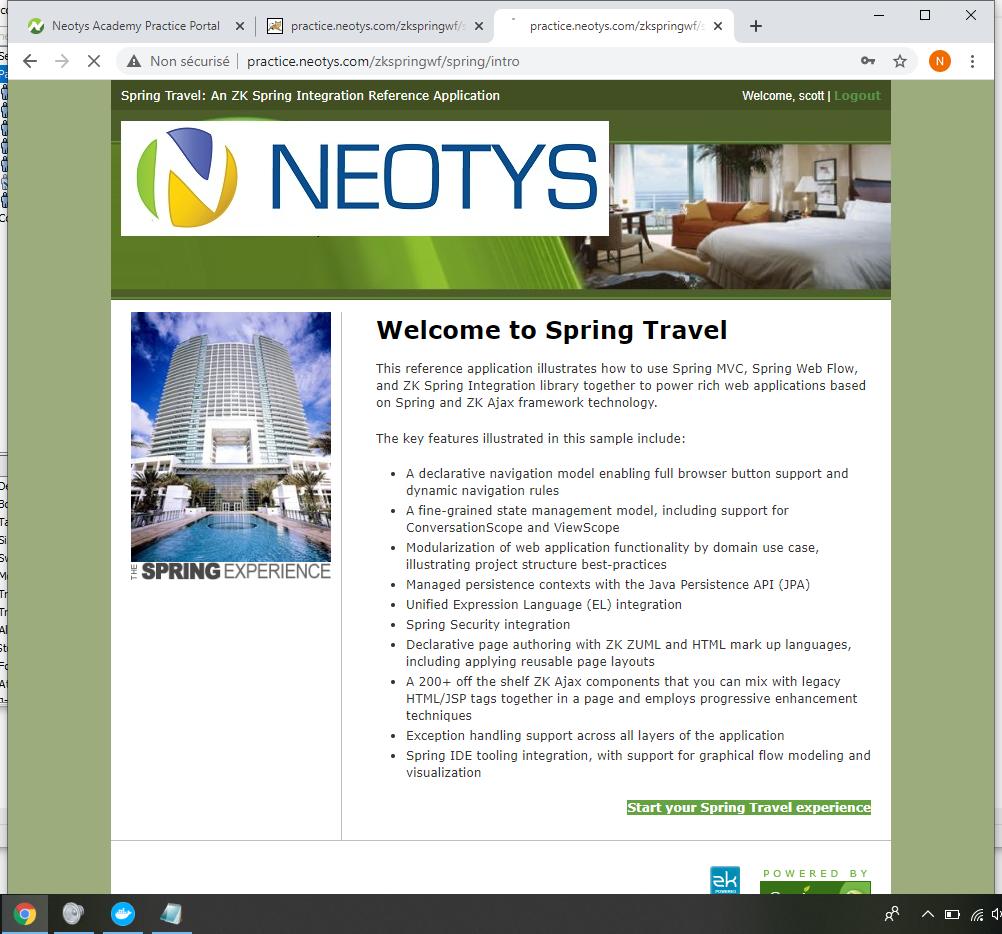 Neotys Academy Practice Portal
practice.neotys.com/zkspringwf/s
practice.neotys.com/zkspringwf/s
Non sécurisé
practice.neotys.com/zkspringwf/spring/intro
N
Spring Travel: An ZK Spring Integration Reference Application
Welcome, scott | Logout
NEOTYS
Welcome to Spring Travel
This reference application illustrates how to use Spring MVC, Spring Web Flow,
and ZK Spring Integration library together to power rich web applications based
on Spring and ZK Ajax framework technology.
The key features illustrated in this sample include:
A declarative navigation model enabling full browser button support and
dynamic navigation rules
A fine-grained state management model, including support for
ConversationScope and ViewScope
Modularization of web application functionality by domain use case,
illustrating project structure best-practices
Managed persistence contexts with the Java Persistence API (JPA)
Unified Expression Language (EL) integration
Spring Security integration
Declarative page authoring with ZK ZUML and HTML mark up languages,
including applying reusable page layouts
A 200+ off the shelf ZK Ajax components that you can mix with legacy
HTML/JSP tags together in a page and employs progressive enhancement
techniques
Exception handling support across all layers of the application
Spring IDE tooling integration, with support for graphical flow modeling and
visualization
THE SPRING EXPERIENCE
Start your Spring Travel experience
zk
POWERED
POWERED BY